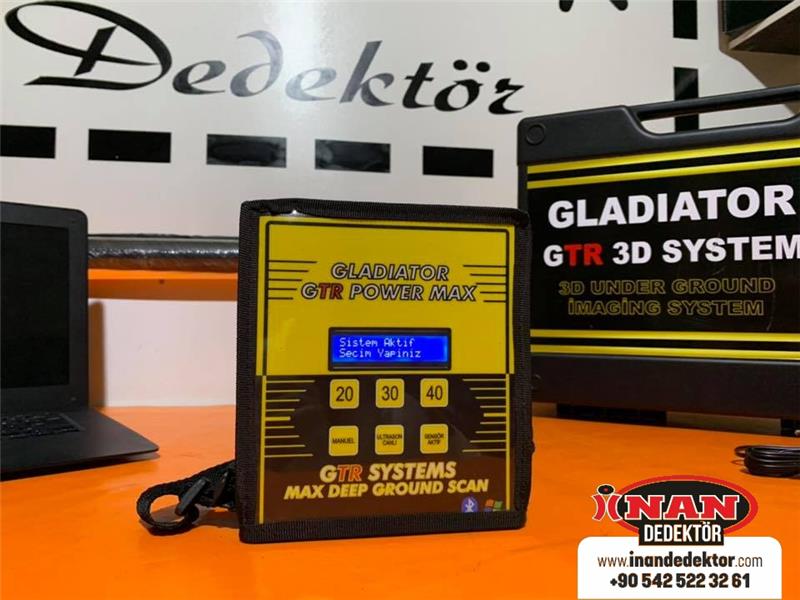 Dedektör
GLADIATOR
GTR 3D SYSTEM
3D UNDER GROUND
İMAGİNG SYSTEM
GLADIATOR
GTR POWER MAX
Sistem Aktif
Secim Yapiniz
20 30 40
MANUEL ULTRASON CANLI SENSÖR AKTİF
GTR SYSTEMS
MAX DEEP GROUND SCAN
iNAN
DEDEKTÖR
www.inandedektor.com
+90 542 522 32 61